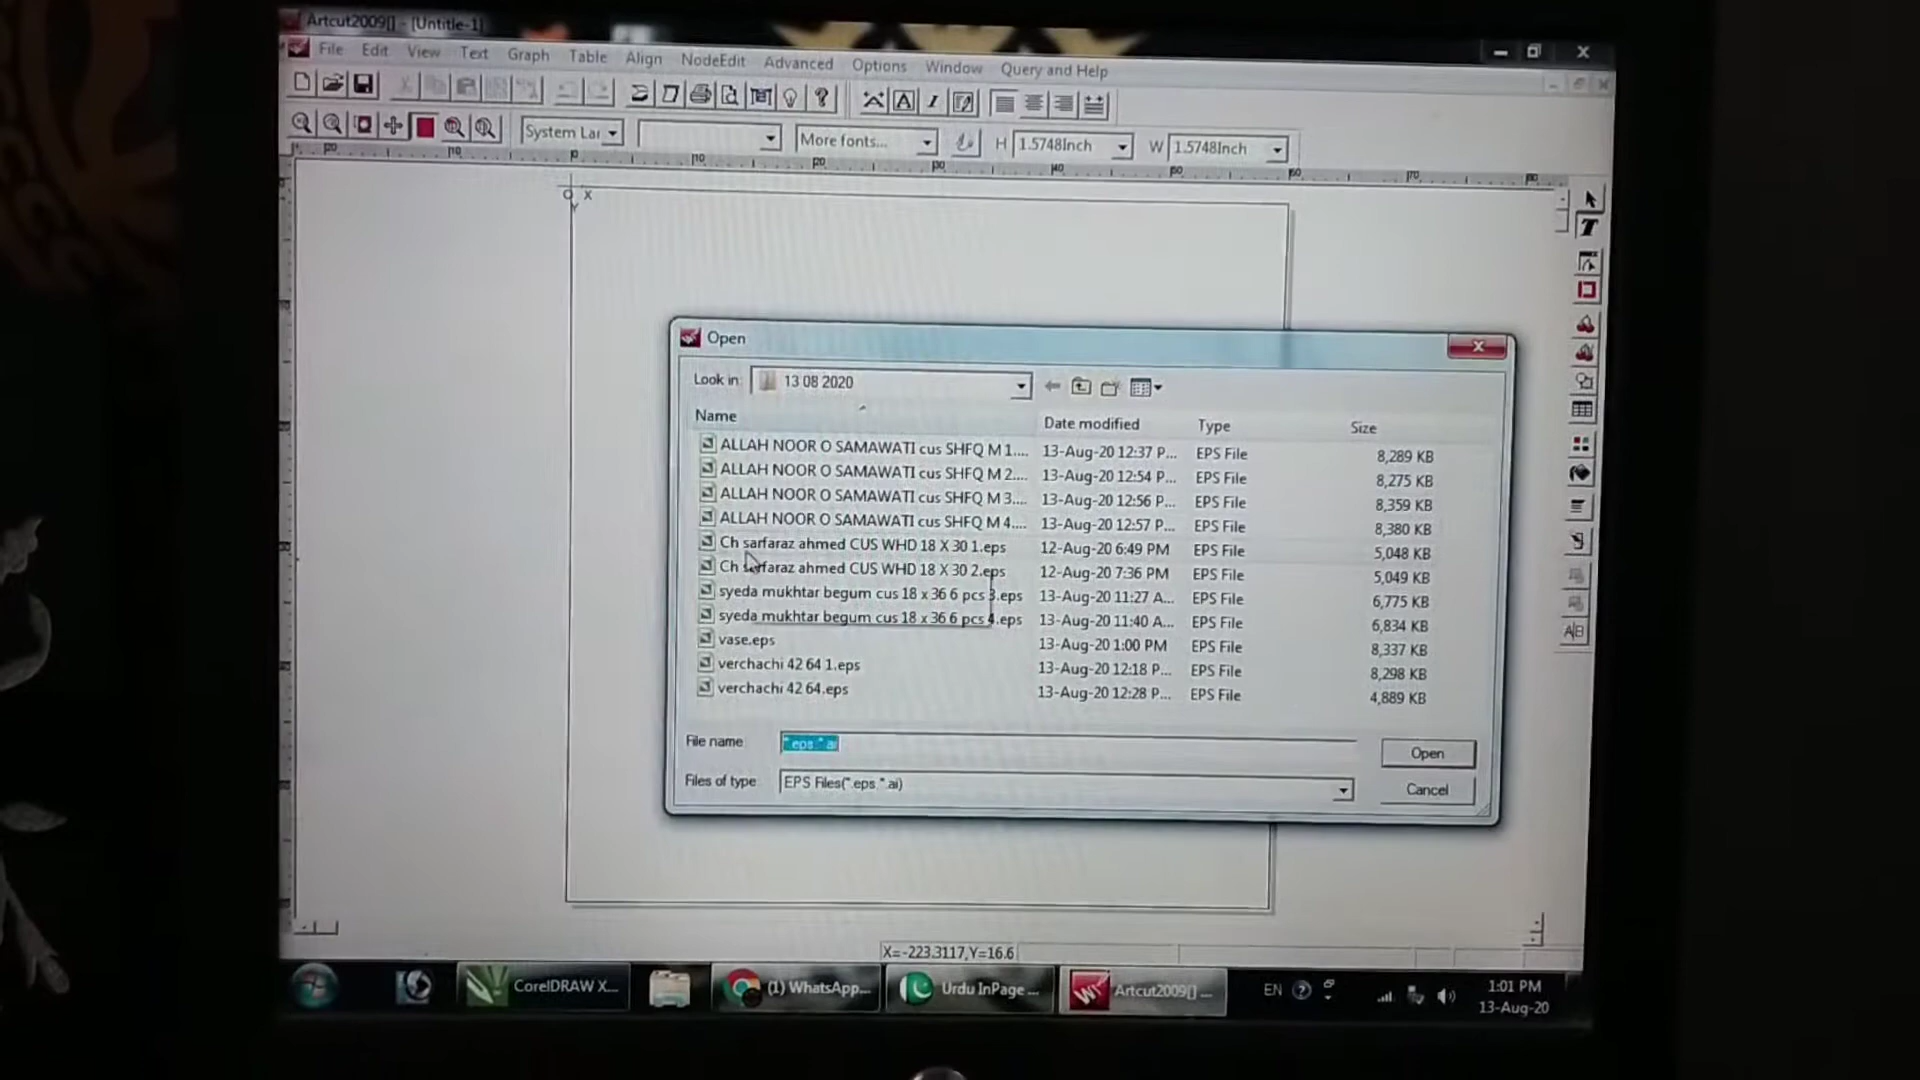 Artcut2009[] - [Untitle-1]
File Edit View Text Graph Table Align NodeEdit Advanced Options Window Query and Help
System Lar More fonts... H 1.5748Inch W 1.5748Inch
X
Y
Open
Look in: 13 08 2020
Name Date modified Type Size
ALLAH NOOR O SAMAWATI cus SHFQ M 1.... 13-Aug-20 12:37 P... EPS File 8,289 KB
ALLAH NOOR O SAMAWATI cus SHFQ M 2.... 13-Aug-20 12:54 P... EPS File 8,275 KB
ALLAH NOOR O SAMAWATI cus SHFQ M 3.... 13-Aug-20 12:56 P... EPS File 8,359 KB
ALLAH NOOR O SAMAWATI cus SHFQ M 4.... 13-Aug-20 12:57 P... EPS File 8,380 KB
Ch sarfaraz ahmed CUS WHD 18 X 30 1.eps 12-Aug-20 6:49 PM EPS File 5,048 KB
Ch sarfaraz ahmed CUS WHD 18 X 30 2.eps 12-Aug-20 7:36 PM EPS File 5,049 KB
syeda mukhtar begum cus 18 x 36 6 pcs 3.eps 13-Aug-20 11:27 A... EPS File 6,775 KB
syeda mukhtar begum cus 18 x 36 6 pcs 4.eps 13-Aug-20 11:40 A... EPS File 6,834 KB
vase.eps 13-Aug-20 1:00 PM EPS File 8,337 KB
verchachi 42 64 1.eps 13-Aug-20 12:18 P... EPS File 8,298 KB
verchachi 42 64.eps 13-Aug-20 12:28 P... EPS File 4,889 KB
File name *.eps *.ai Open
Files of type EPS Files(*.eps *.ai) Cancel
X=-223.3117,Y=16.6
CorelDRAW X... (1) WhatsApp... Urdu InPage ... Artcut2009[] ... EN 1:01 PM
13-Aug-20